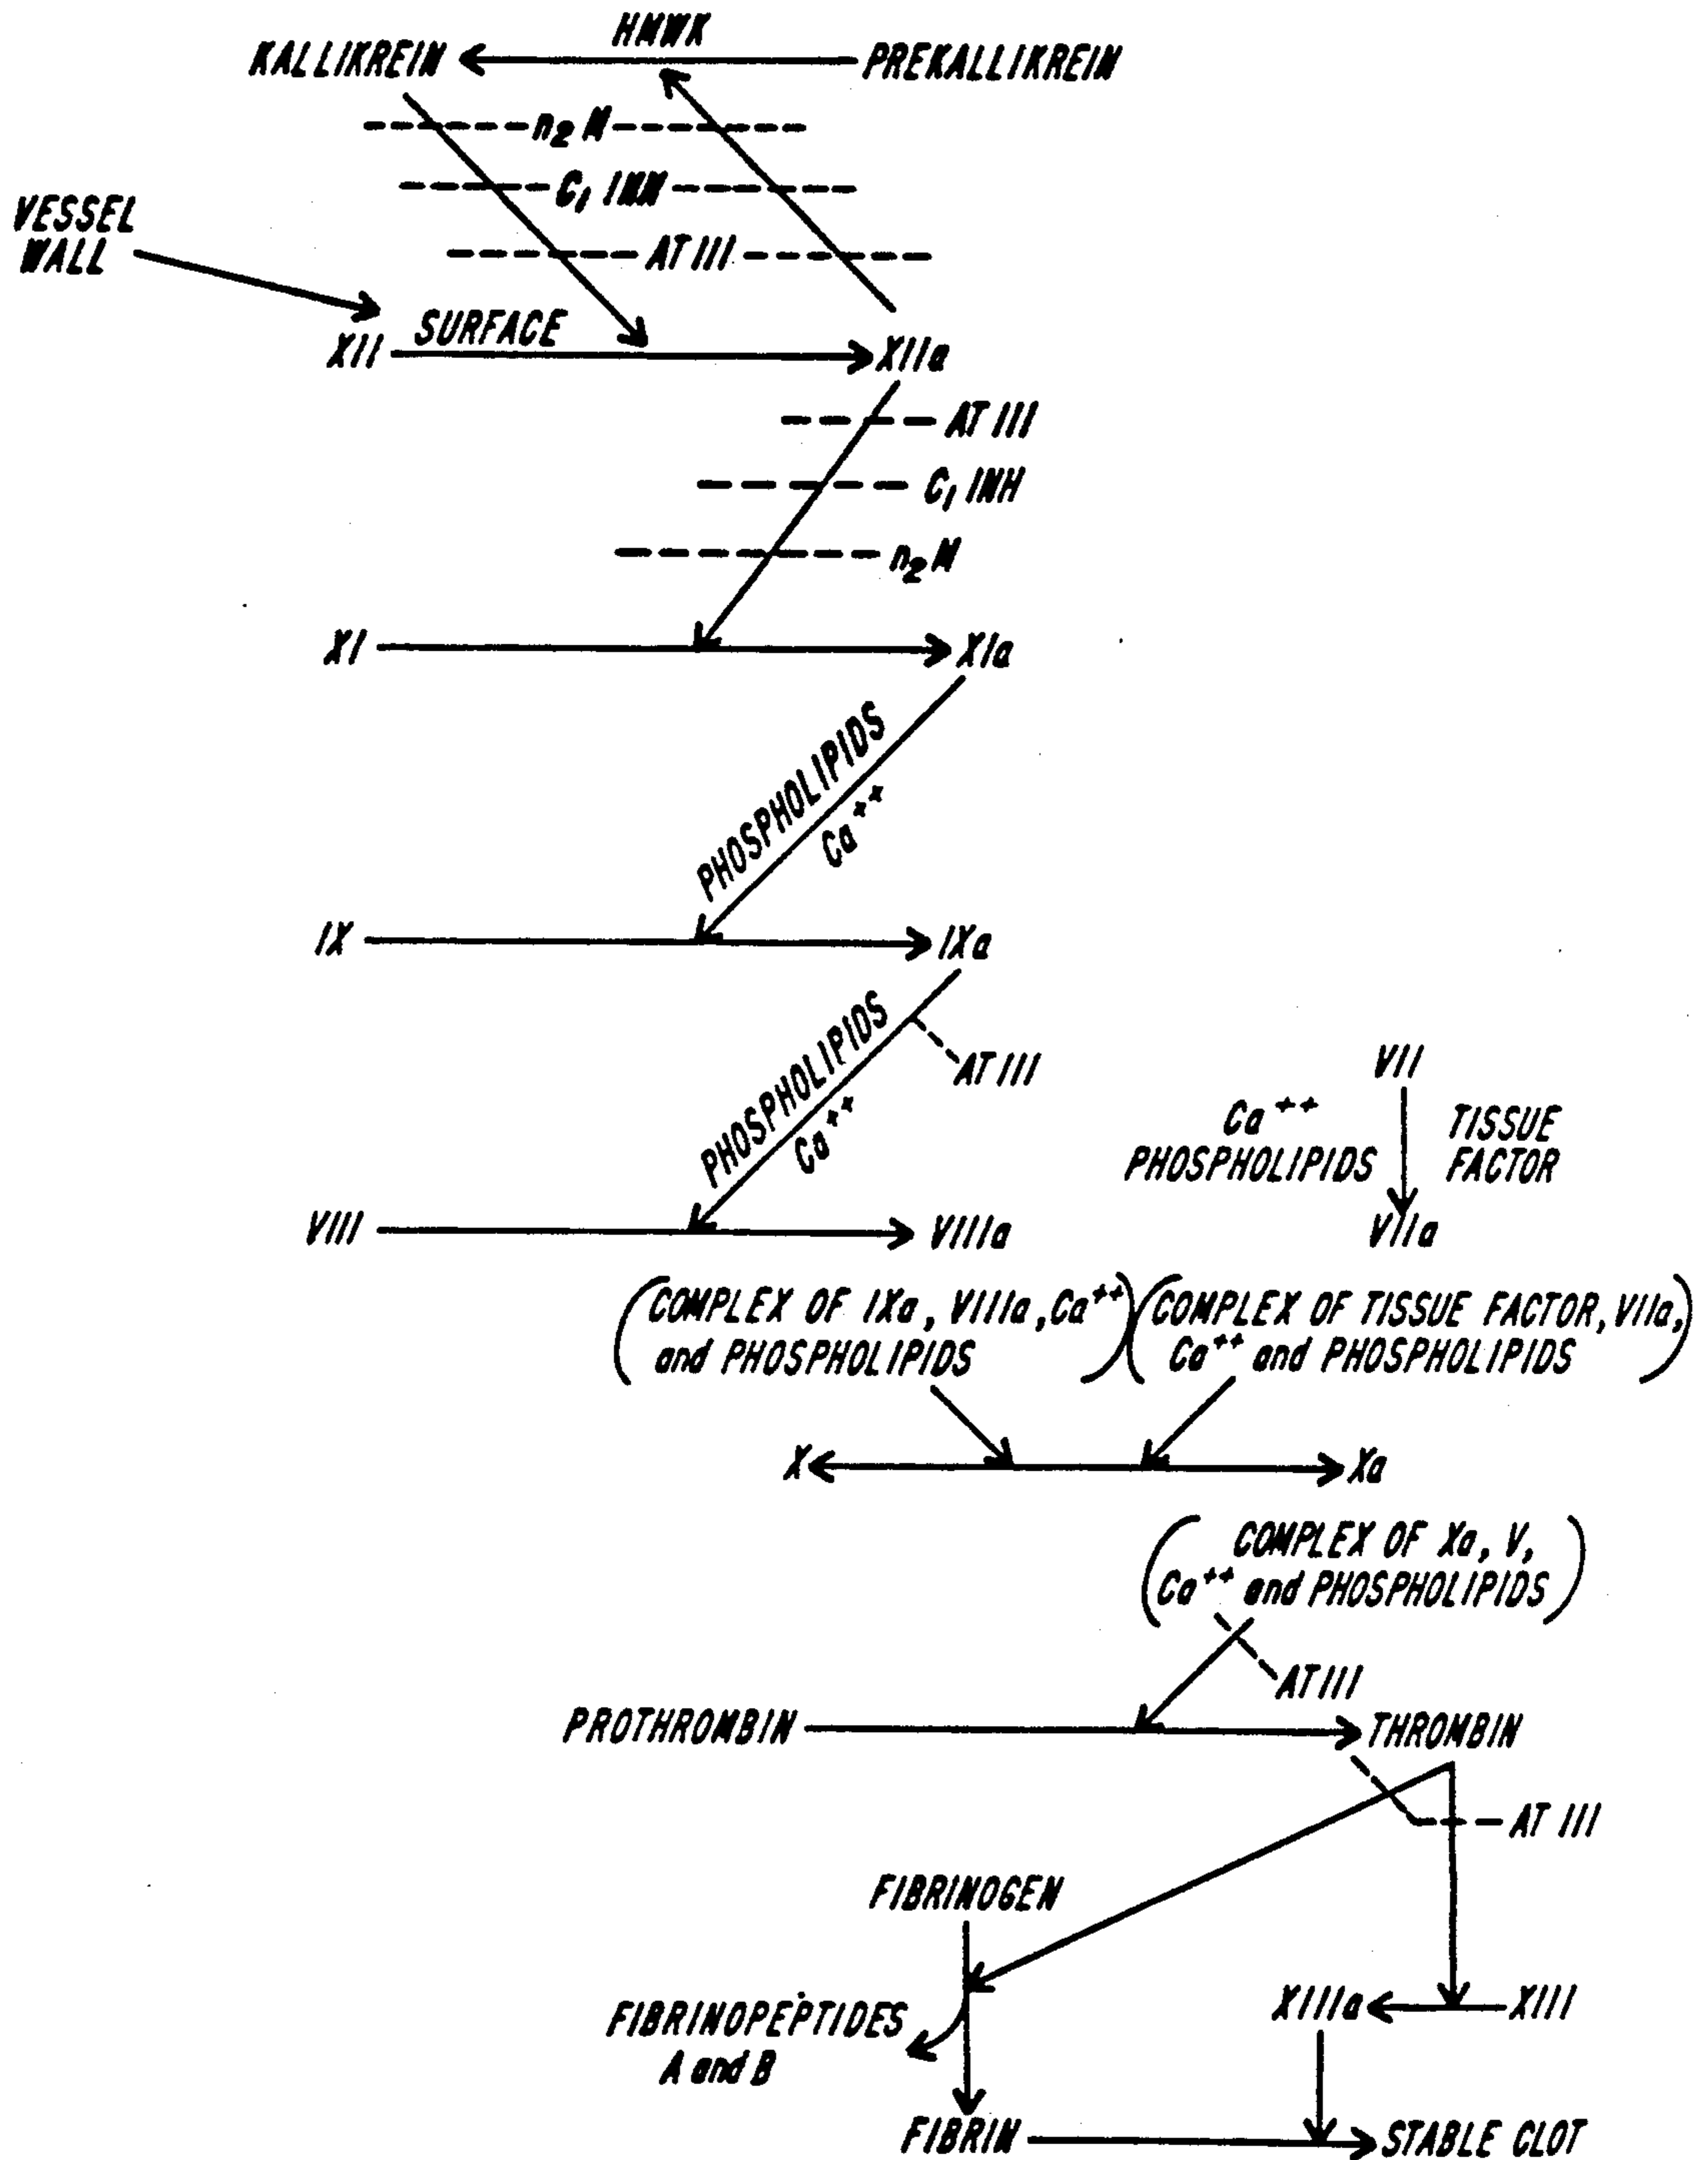 HMWK
KALLIKREIN
PREKALLIKREIN
n2 M
C1 INH
AT III
VESSEL
WALL
SURFACE
XII
XIIa
AT III
C1 INH
n2 M
XI
XIa
PHOSPHOLIPIDS
Ca++
IX
IXa
PHOSPHOLIPIDS
Ca++
AT III
VII
Ca++
PHOSPHOLIPIDS
TISSUE
FACTOR
VIII
VIIIa
VIIa
(COMPLEX OF IXa, VIIIa, Ca++
and PHOSPHOLIPIDS)
(COMPLEX OF TISSUE FACTOR, VIIa,
Ca++ and PHOSPHOLIPIDS)
X
Xa
(COMPLEX OF Xa, V,
Ca++ and PHOSPHOLIPIDS)
AT III
PROTHROMBIN
THROMBIN
AT III
FIBRINOGEN
FIBRINOPEPTIDES
A and B
XIIIa
XIII
FIBRIN
STABLE CLOT